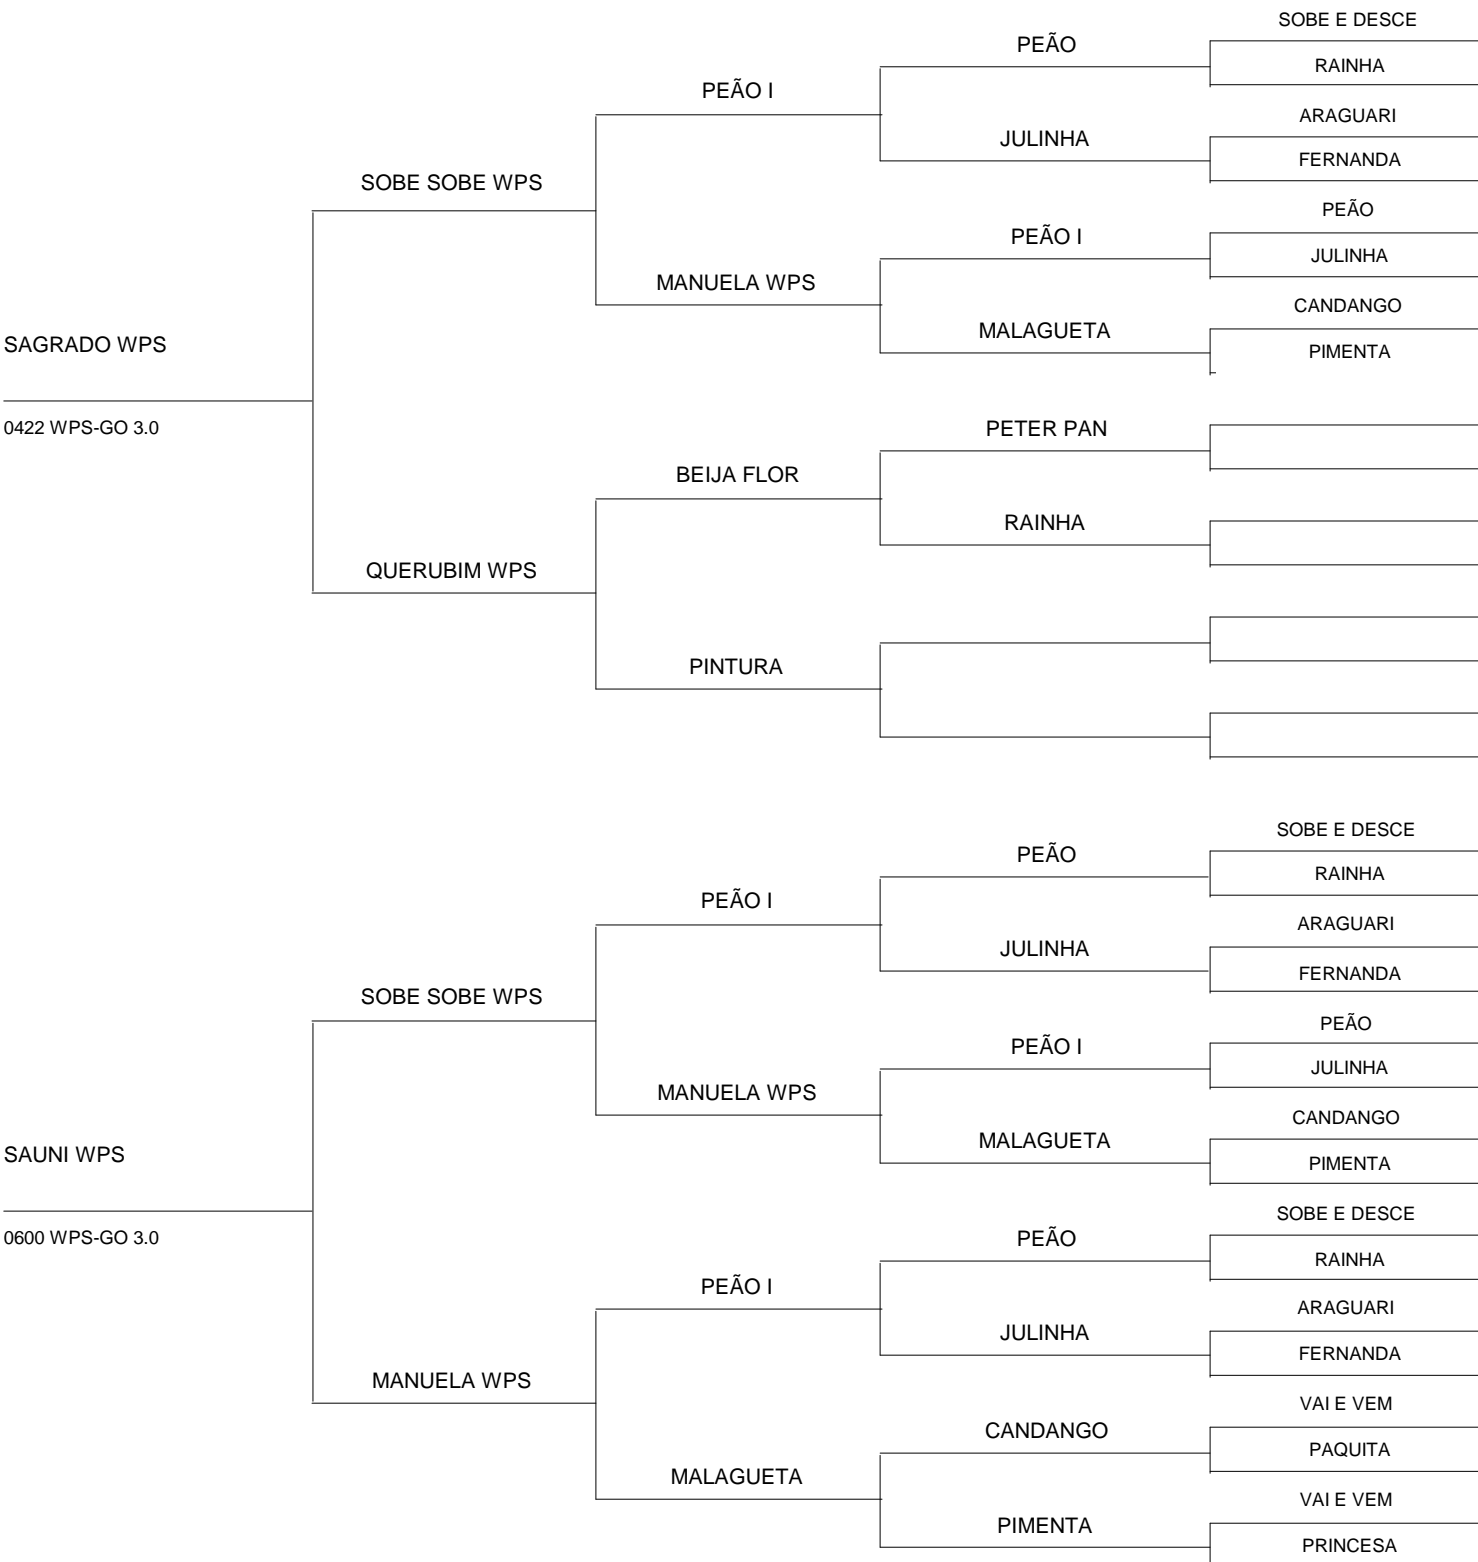 SOBE E DESCE
PEÃO
RAINHA
PEÃO I
ARAGUARI
JULINHA
FERNANDA
SOBE SOBE WPS
PEÃO
PEÃO I
JULINHA
MANUELA WPS
CANDANGO
MALAGUETA
SAGRADO WPS
PIMENTA
0422 WPS-GO 3.0
PETER PAN
BEIJA FLOR
RAINHA
QUERUBIM WPS
PINTURA
SOBE E DESCE
PEÃO
RAINHA
PEÃO I
ARAGUARI
JULINHA
FERNANDA
SOBE SOBE WPS
PEÃO
PEÃO I
JULINHA
MANUELA WPS
CANDANGO
MALAGUETA
SAUNI WPS
PIMENTA
SOBE E DESCE
0600 WPS-GO 3.0
PEÃO
RAINHA
PEÃO I
ARAGUARI
JULINHA
FERNANDA
MANUELA WPS
VAI E VEM
CANDANGO
PAQUITA
MALAGUETA
VAI E VEM
PIMENTA
PRINCESA